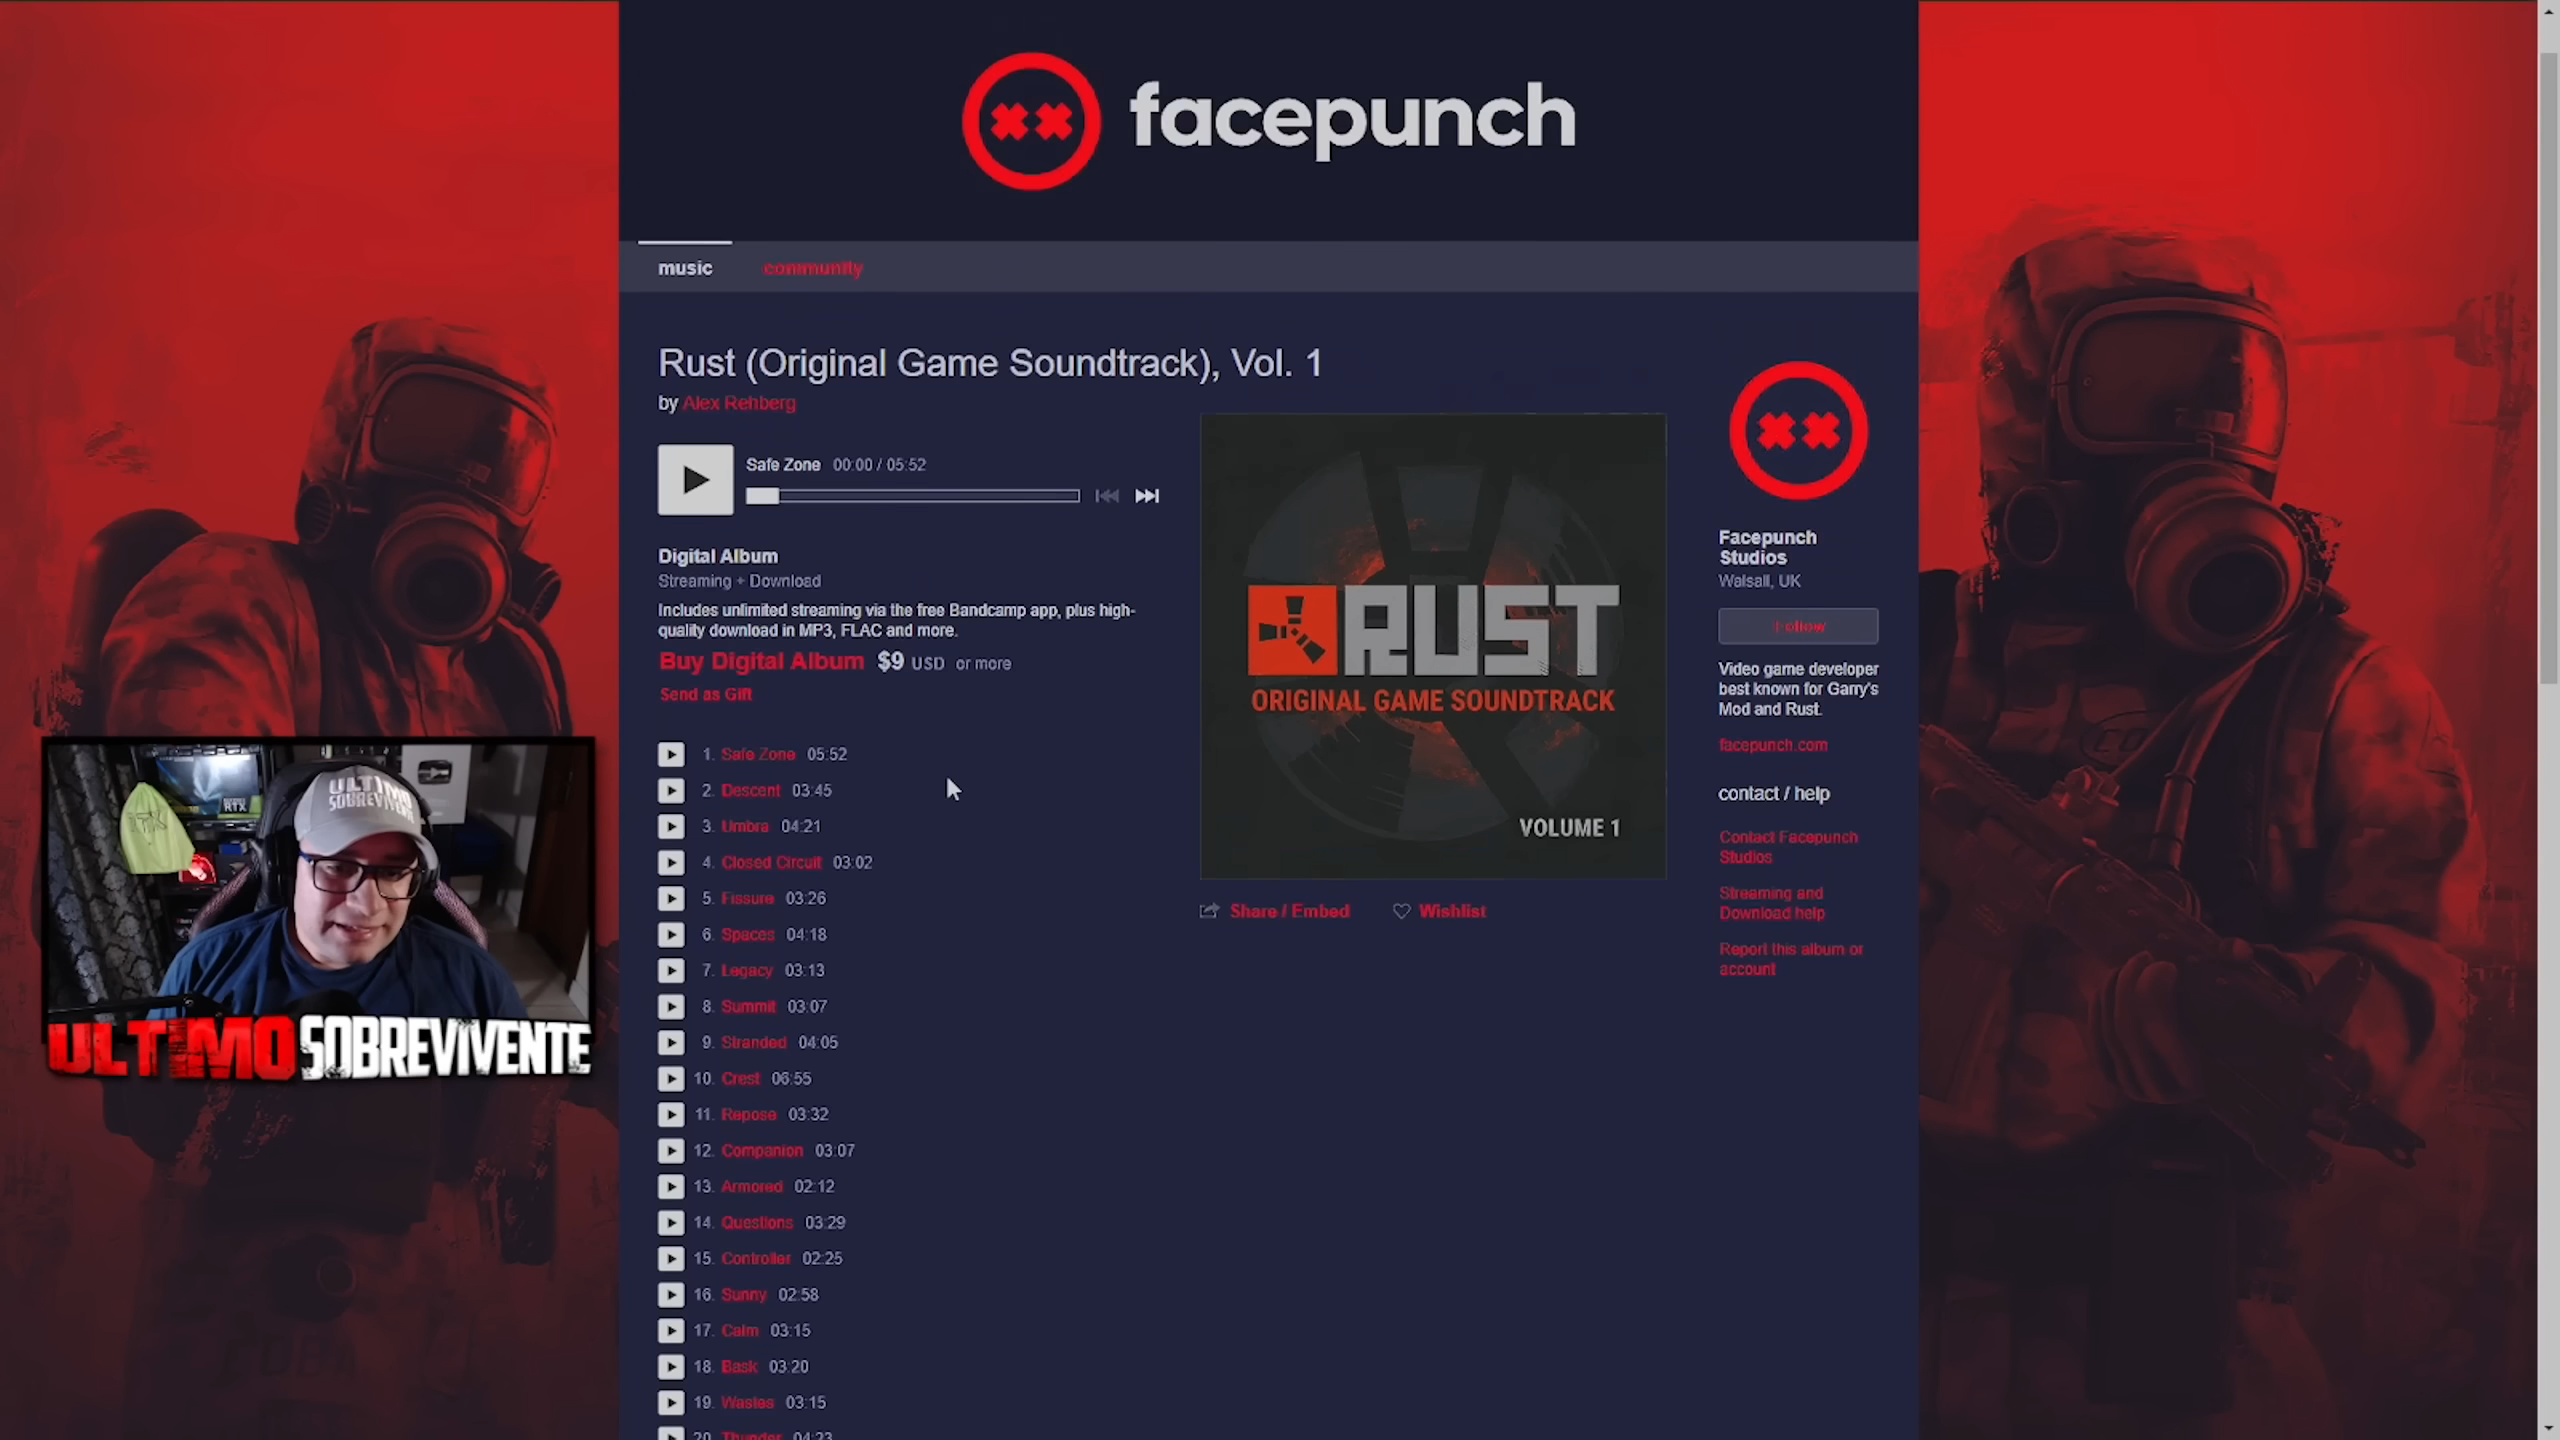 facepunch
music community
Rust (Original Game Soundtrack), Vol. 1
by Alex Rehberg
Safe Zone 00:00 / 05:52
Digital Album
Streaming + Download
Includes unlimited streaming via the free Bandcamp app, plus high-
quality download in MP3, FLAC and more.
Buy Digital Album $9 USD or more
Send as Gift
1. Safe Zone 05:52
2. Descent 03:45
3. Umbra 04:21
4. Closed Circuit 03:02
5. Fissure 03:26
6. Spaces 04:18
7. Legacy 03:13
8. Summit 03:07
9. Stranded 04:05
10. Crest 06:55
11. Repose 03:32
12. Companion 03:07
13. Armored 02:12
14. Questions 03:29
15. Controller 02:25
16. Sunny 02:58
17. Calm 03:15
18. Bask 03:20
19. Wastes 03:15
20. Thunder 04:23
RUST
ORIGINAL GAME SOUNDTRACK
VOLUME 1
Share / Embed Wishlist
Facepunch
Studios
Walsall, UK
Follow
Video game developer
best known for Garry's
Mod and Rust.
facepunch.com
contact / help
Contact Facepunch
Studios
Streaming and
Download help
Report this album or
account
ULTIMO
SOBREVIVENTE
RTX
ULTIMO SOBREVIVENTE